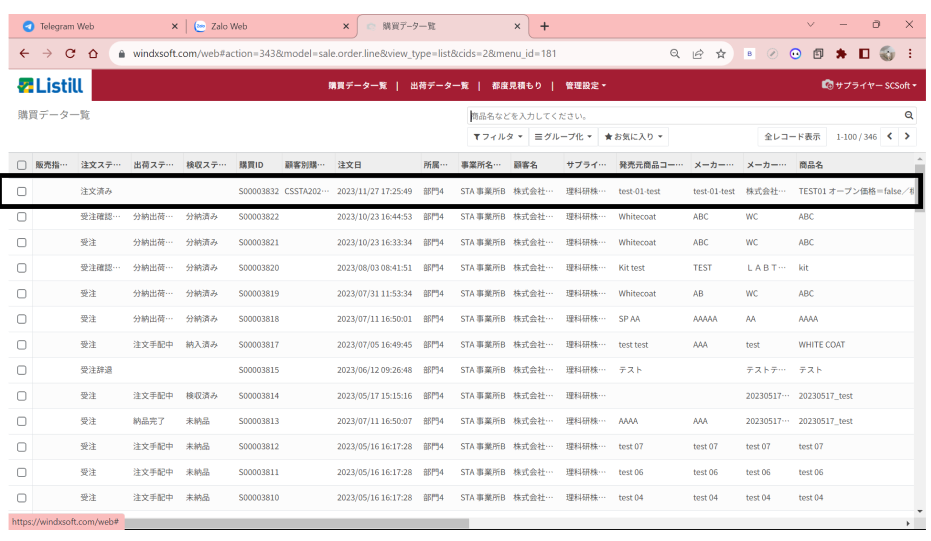 Telegram Web
Zalo Web
購買データ一覧
windxsoft.com/web#action=343&model=sale.order.line&view_type=list&cids=2&menu_id=181
Listill 購買データ一覧 | 出荷データ一覧 | 都度見積もり | 管理設定 サプライヤー SCSoft
購買データ一覧 商品名などを入力してください。
フィルタ グループ化 お気に入り 全レコード表示 1-100 / 346
販売指… 注文ステ… 出荷ステ… 検収ステ… 購買ID 顧客別購… 注文日 所属… 事業所名… 顧客名 サプライ… 発売元商品コー… メーカー… メーカー… 商品名
注文済み S00003832 CSSTA202… 2023/11/27 17:25:49 部門4 STA 事業所B 株式会社… 理科研株… test-01-test test-01-test 株式会社… TEST01 オープン価格=false／
受注確認… 分納出荷… 分納済み S00003822 2023/10/23 16:44:53 部門4 STA 事業所B 株式会社… 理科研株… Whitecoat ABC WC ABC
受注 分納出荷… 分納済み S00003821 2023/10/23 16:33:34 部門4 STA 事業所B 株式会社… 理科研株… Whitecoat ABC WC ABC
受注確認… 分納出荷… 分納済み S00003820 2023/08/03 08:41:51 部門4 STA 事業所B 株式会社… 理科研株… Kit test TEST ＬＡＢＴ… kit
受注 分納出荷… 分納済み S00003819 2023/07/31 11:53:34 部門4 STA 事業所B 株式会社… 理科研株… Whitecoat AB WC ABC
受注 分納出荷… 分納済み S00003818 2023/07/11 16:50:01 部門4 STA 事業所B 株式会社… 理科研株… SP AA AAAAA AA AAAA
受注 注文手配中 納入済み S00003817 2023/07/05 16:49:45 部門4 STA 事業所B 株式会社… 理科研株… test test AAA test WHITE COAT
受注辞退 S00003815 2023/06/12 09:26:48 部門4 STA 事業所B 株式会社… 理科研株… テスト テストテ… テスト
受注 注文手配中 検収済み S00003814 2023/05/17 15:15:16 部門4 STA 事業所B 株式会社… 理科研株… 20230517… 20230517_test
受注 納品完了 未納品 S00003813 2023/07/11 16:50:07 部門4 STA 事業所B 株式会社… 理科研株… AAAA AAA 20230517… 20230517_test
受注 注文手配中 未納品 S00003812 2023/05/16 16:17:28 部門4 STA 事業所B 株式会社… 理科研株… test 07 test 07 test 07 test 07
受注 注文手配中 未納品 S00003811 2023/05/16 16:17:28 部門4 STA 事業所B 株式会社… 理科研株… test 06 test 06 test 06 test 06
受注 注文手配中 未納品 S00003810 2023/05/16 16:17:28 部門4 STA 事業所B 株式会社… 理科研株… test 04 test 04 test 04 test 04
https://windxsoft.com/web#